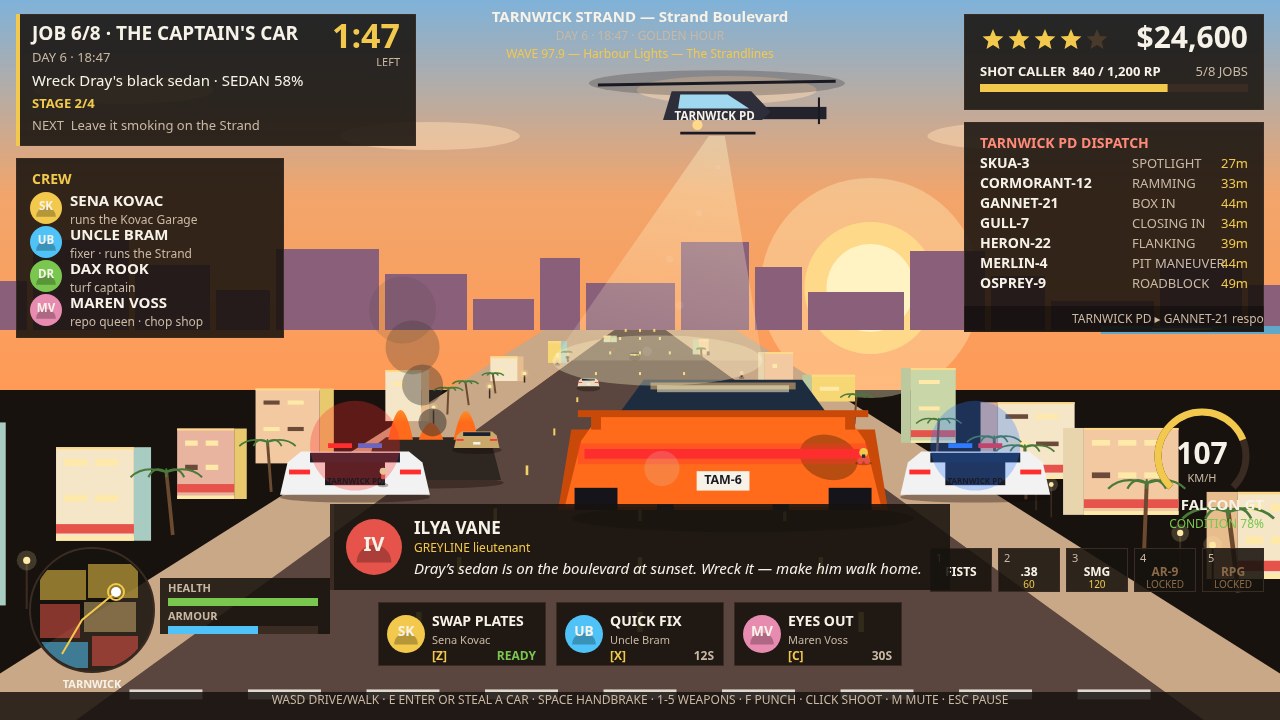 JOB 6/8 · THE CAPTAIN'S CAR
1:47
DAY 6 · 18:47
LEFT
Wreck Dray's black sedan · SEDAN 58%
STAGE 2/4
NEXT Leave it smoking on the Strand
TARNWICK STRAND — Strand Boulevard
DAY 6 · 18:47 · GOLDEN HOUR
WAVE 97.9 — Harbour Lights — The Strandlines
$24,600
SHOT CALLER 840 / 1,200 RP
5/8 JOBS
CREW
SK
SENA KOVAC
runs the Kovac Garage
UB
UNCLE BRAM
fixer · runs the Strand
DR
DAX ROOK
turf captain
MV
MAREN VOSS
repo queen · chop shop
TARNWICK PD
TARNWICK PD DISPATCH
SKUA-3 SPOTLIGHT 27m
CORMORANT-12 RAMMING 33m
GANNET-21 BOX IN 44m
GULL-7 CLOSING IN 34m
HERON-22 FLANKING 39m
MERLIN-4 PIT MANEUVER 44m
OSPREY-9 ROADBLOCK 49m
TARNWICK PD ▸ GANNET-21 respo
TARNWICK PD
TAM-6
TARNWICK PD
107
KM/H
FALCON GT
CONDITION 78%
IV
ILYA VANE
GREYLINE lieutenant
Dray's sedan is on the boulevard at sunset. Wreck it — make him walk home.
1
FISTS
2
.38
60
3
SMG
120
4
AR-9
LOCKED
5
RPG
LOCKED
HEALTH
ARMOUR
TARNWICK
SK
SWAP PLATES
Sena Kovac
[Z] READY
UB
QUICK FIX
Uncle Bram
[X] 12S
MV
EYES OUT
Maren Voss
[C] 30S
WASD DRIVE/WALK · E ENTER OR STEAL A CAR · SPACE HANDBRAKE · 1-5 WEAPONS · F PUNCH · CLICK SHOOT · M MUTE · ESC PAUSE